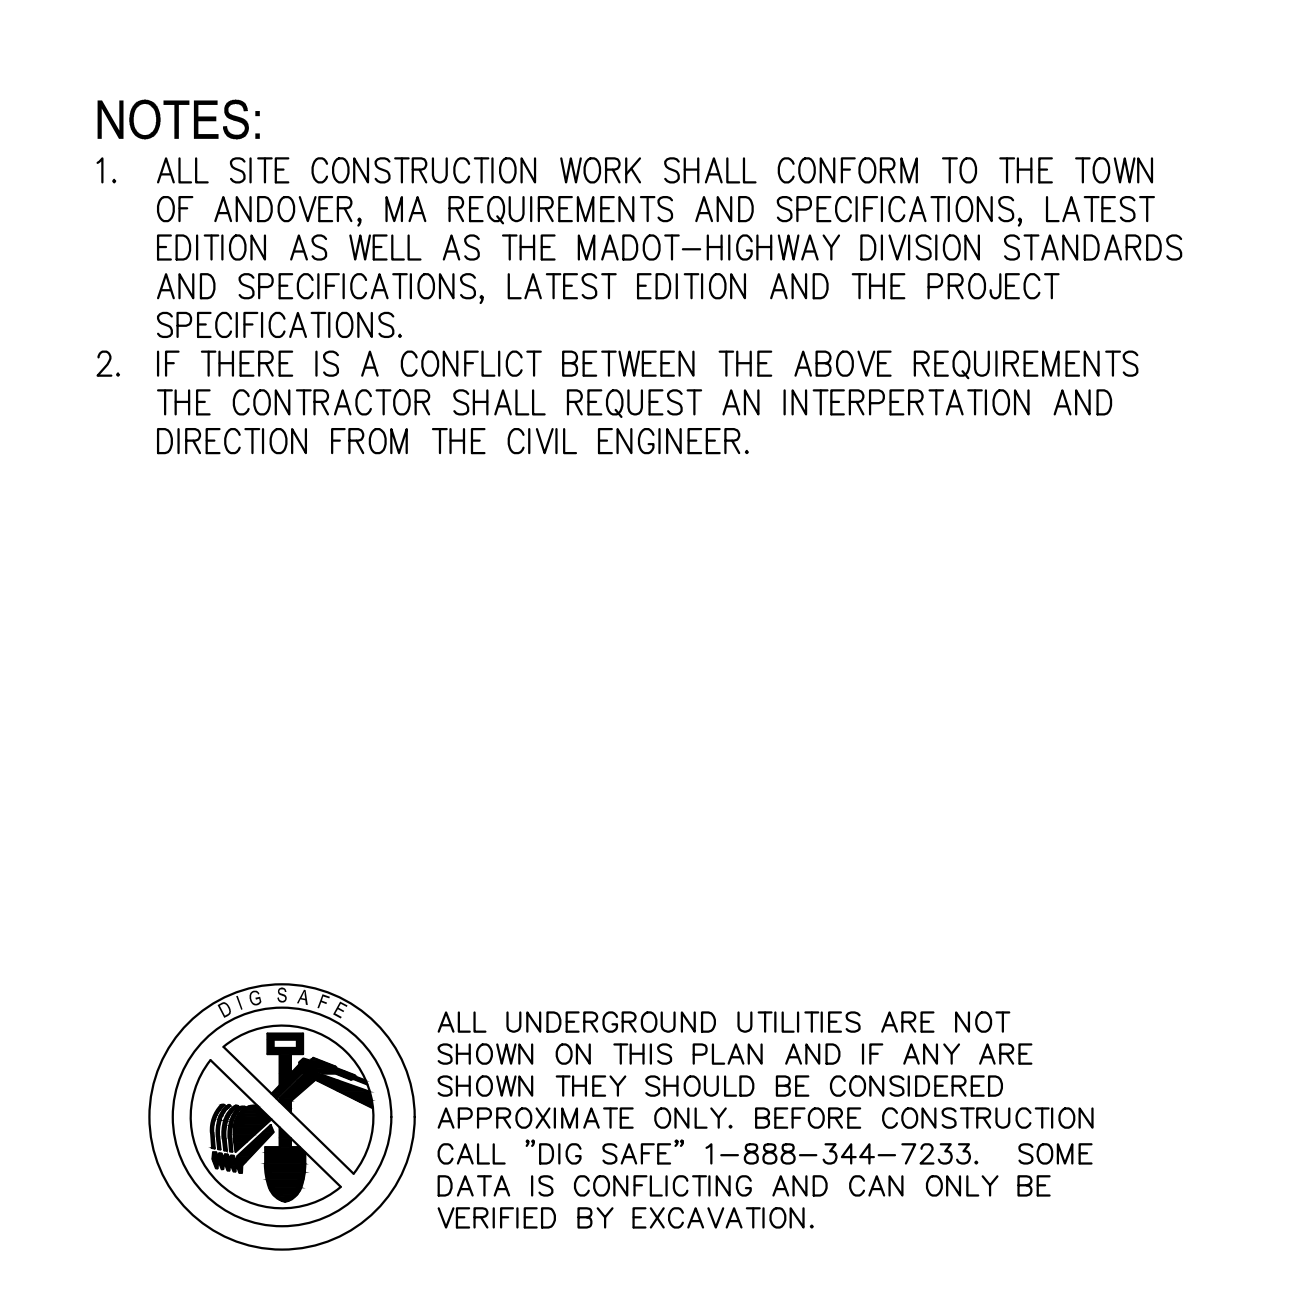 NOTES:
1. ALL SITE CONSTRUCTION WORK SHALL CONFORM TO THE TOWN
OF ANDOVER, MA REQUIREMENTS AND SPECIFICATIONS, LATEST
EDITION AS WELL AS THE MADOT-HIGHWAY DIVISION STANDARDS
AND SPECIFICATIONS, LATEST EDITION AND THE PROJECT
SPECIFICATIONS.
2. IF THERE IS A CONFLICT BETWEEN THE ABOVE REQUIREMENTS
THE CONTRACTOR SHALL REQUEST AN INTERPERTATION AND
DIRECTION FROM THE CIVIL ENGINEER.
DIG SAFE
ALL UNDERGROUND UTILITIES ARE NOT
SHOWN ON THIS PLAN AND IF ANY ARE
SHOWN THEY SHOULD BE CONSIDERED
APPROXIMATE ONLY. BEFORE CONSTRUCTION
CALL "DIG SAFE" 1-888-344-7233. SOME
DATA IS CONFLICTING AND CAN ONLY BE
VERIFIED BY EXCAVATION.